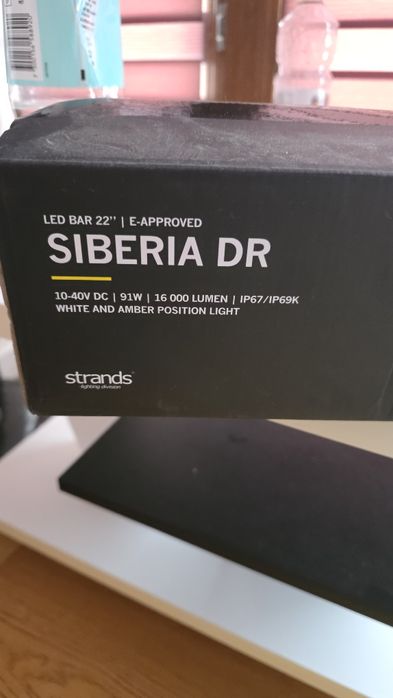 LED BAR 22’’ | E-APPROVED
SIBERIA DR
10-40V DC | 91W | 16 000 LUMEN | IP67/IP69K
WHITE AND AMBER POSITION LIGHT
strands®
lighting division